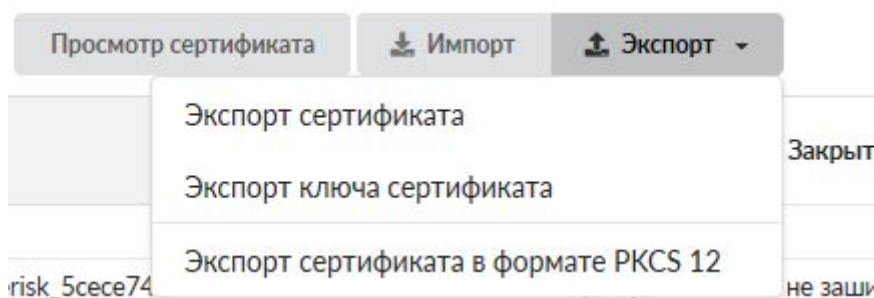 Просмотр сертификата Импорт Экспорт
Экспорт сертификата
Закрыт
Экспорт ключа сертификата
Экспорт сертификата в формате PKCS 12
risk_5cece74 не заши